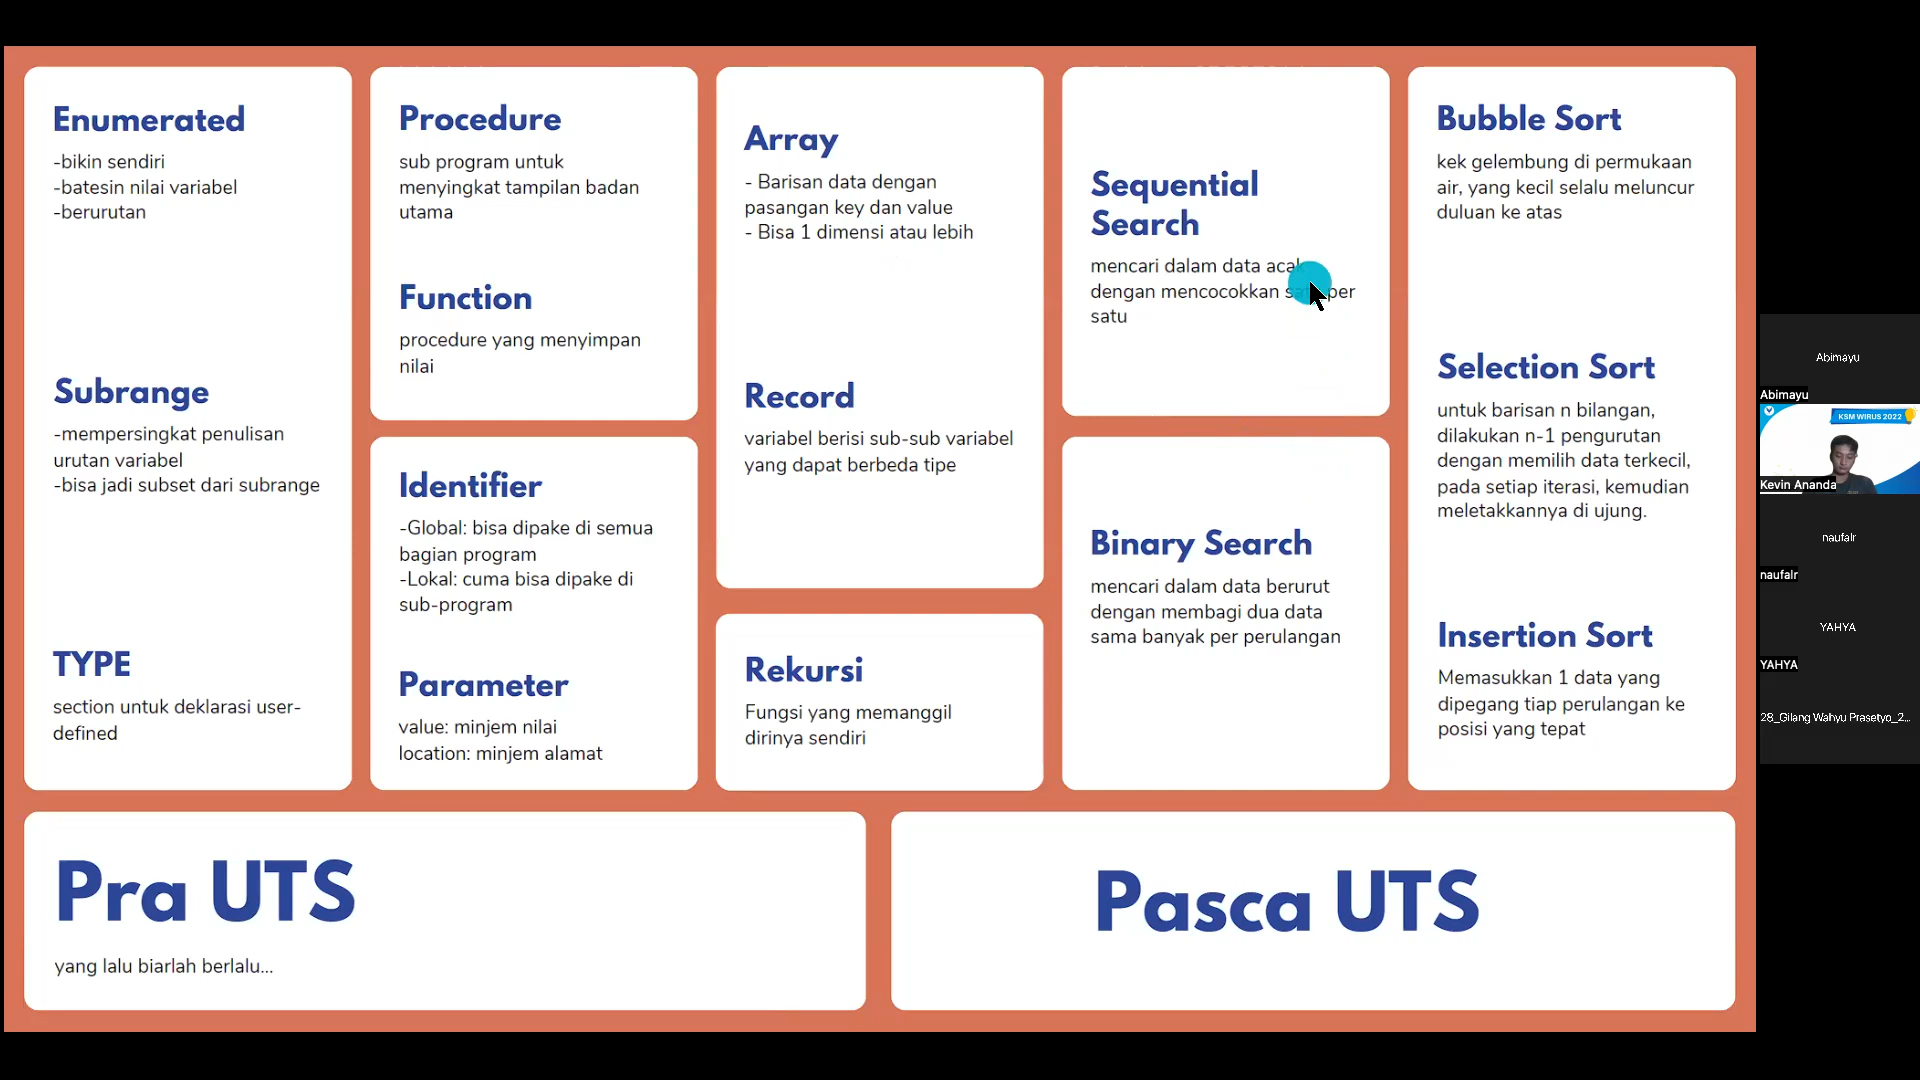 Enumerated
-bikin sendiri
-batesin nilai variabel
-berurutan
Subrange
-mempersingkat penulisan
urutan variabel
-bisa jadi subset dari subrange
TYPE
section untuk deklarasi user-
defined
Procedure
sub program untuk
menyingkat tampilan badan
utama
Function
procedure yang menyimpan
nilai
Identifier
-Global: bisa dipake di semua
bagian program
-Lokal: cuma bisa dipake di
sub-program
Parameter
value: minjem nilai
location: minjem alamat
Array
- Barisan data dengan
pasangan key dan value
- Bisa 1 dimensi atau lebih
Record
variabel berisi sub-sub variabel
yang dapat berbeda tipe
Rekursi
Fungsi yang memanggil
dirinya sendiri
Sequential
Search
mencari dalam data acak
dengan mencocokkan satu per
satu
Binary Search
mencari dalam data berurut
dengan membagi dua data
sama banyak per perulangan
Bubble Sort
kek gelembung di permukaan
air, yang kecil selalu meluncur
duluan ke atas
Selection Sort
untuk barisan n bilangan,
dilakukan n-1 pengurutan
dengan memilih data terkecil,
pada setiap iterasi, kemudian
meletakkannya di ujung.
Insertion Sort
Memasukkan 1 data yang
dipegang tiap perulangan ke
posisi yang tepat
Pra UTS
yang lalu biarlah berlalu...
Pasca UTS
Abimayu
Abimayu
KSM WIRUS 2022
Kevin Ananda
naufalr
naufalr
YAHYA
YAHYA
28_Gilang Wahyu Prasetyo_2...